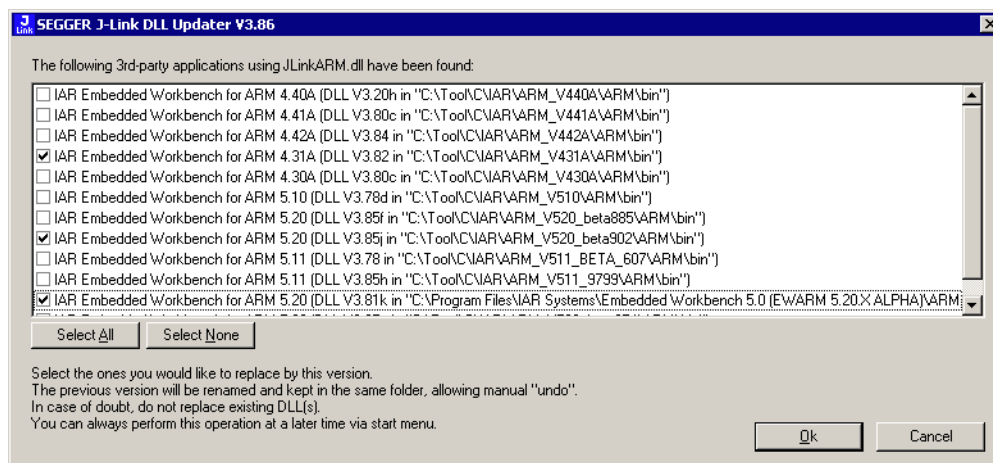 J Link SEGGER J-Link DLL Updater V3.86
The following 3rd-party applications using JLinkARM.dll have been found:
IAR Embedded Workbench for ARM 4.40A (DLL V3.20h in "C:\Tool\C\IAR\ARM_V440A\ARM\bin")
IAR Embedded Workbench for ARM 4.41A (DLL V3.80c in "C:\Tool\C\IAR\ARM_V441A\ARM\bin")
IAR Embedded Workbench for ARM 4.42A (DLL V3.84 in "C:\Tool\C\IAR\ARM_V442A\ARM\bin")
IAR Embedded Workbench for ARM 4.31A (DLL V3.82 in "C:\Tool\C\IAR\ARM_V431A\ARM\bin")
IAR Embedded Workbench for ARM 4.30A (DLL V3.80c in "C:\Tool\C\IAR\ARM_V430A\ARM\bin")
IAR Embedded Workbench for ARM 5.10 (DLL V3.78d in "C:\Tool\C\IAR\ARM_V510\ARM\bin")
IAR Embedded Workbench for ARM 5.20 (DLL V3.85f in "C:\Tool\C\IAR\ARM_V520_beta885\ARM\bin")
IAR Embedded Workbench for ARM 5.20 (DLL V3.85j in "C:\Tool\C\IAR\ARM_V520_beta902\ARM\bin")
IAR Embedded Workbench for ARM 5.11 (DLL V3.78 in "C:\Tool\C\IAR\ARM_V511_BETA_607\ARM\bin")
IAR Embedded Workbench for ARM 5.11 (DLL V3.85h in "C:\Tool\C\IAR\ARM_V511_9799\ARM\bin")
IAR Embedded Workbench for ARM 5.20 (DLL V3.81k in "C:\Program Files\IAR Systems\Embedded Workbench 5.0 (EWARM 5.20.X ALPHA)\ARM
Select All Select None
Select the ones you would like to replace by this version.
The previous version will be renamed and kept in the same folder, allowing manual "undo".
In case of doubt, do not replace existing DLL(s).
You can always perform this operation at a later time via start menu.
Ok Cancel